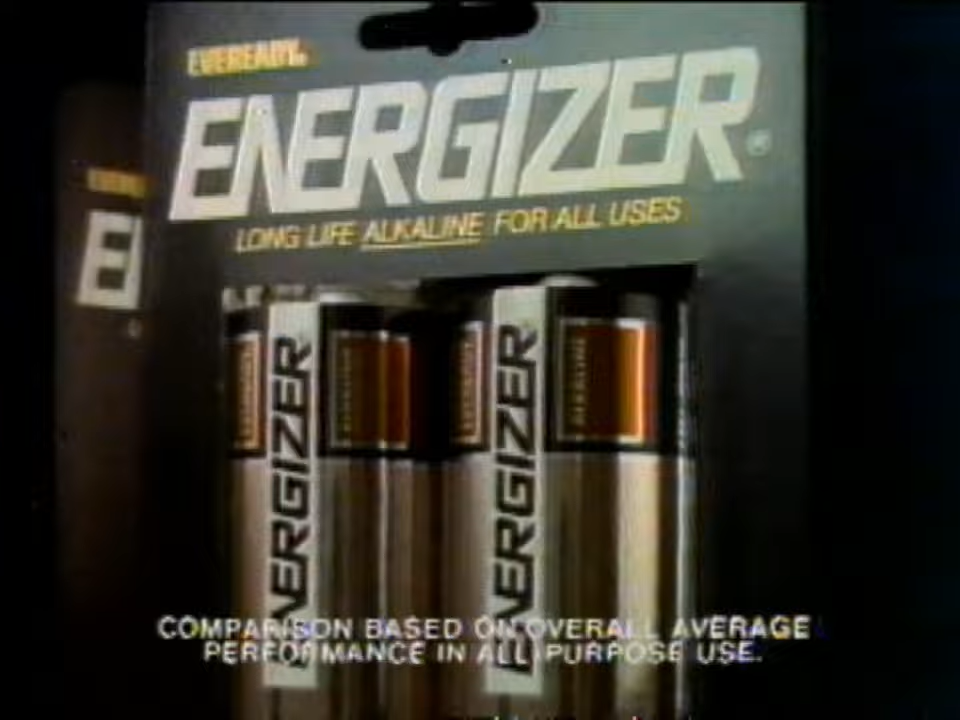 EVEREADY®
ENERGIZER®
LONG LIFE ALKALINE FOR ALL USES
E
ENERGIZER
ENERGIZER
ALKALINE
COMPARISON BASED ON OVERALL AVERAGE
PERFORMANCE IN ALL PURPOSE USE.